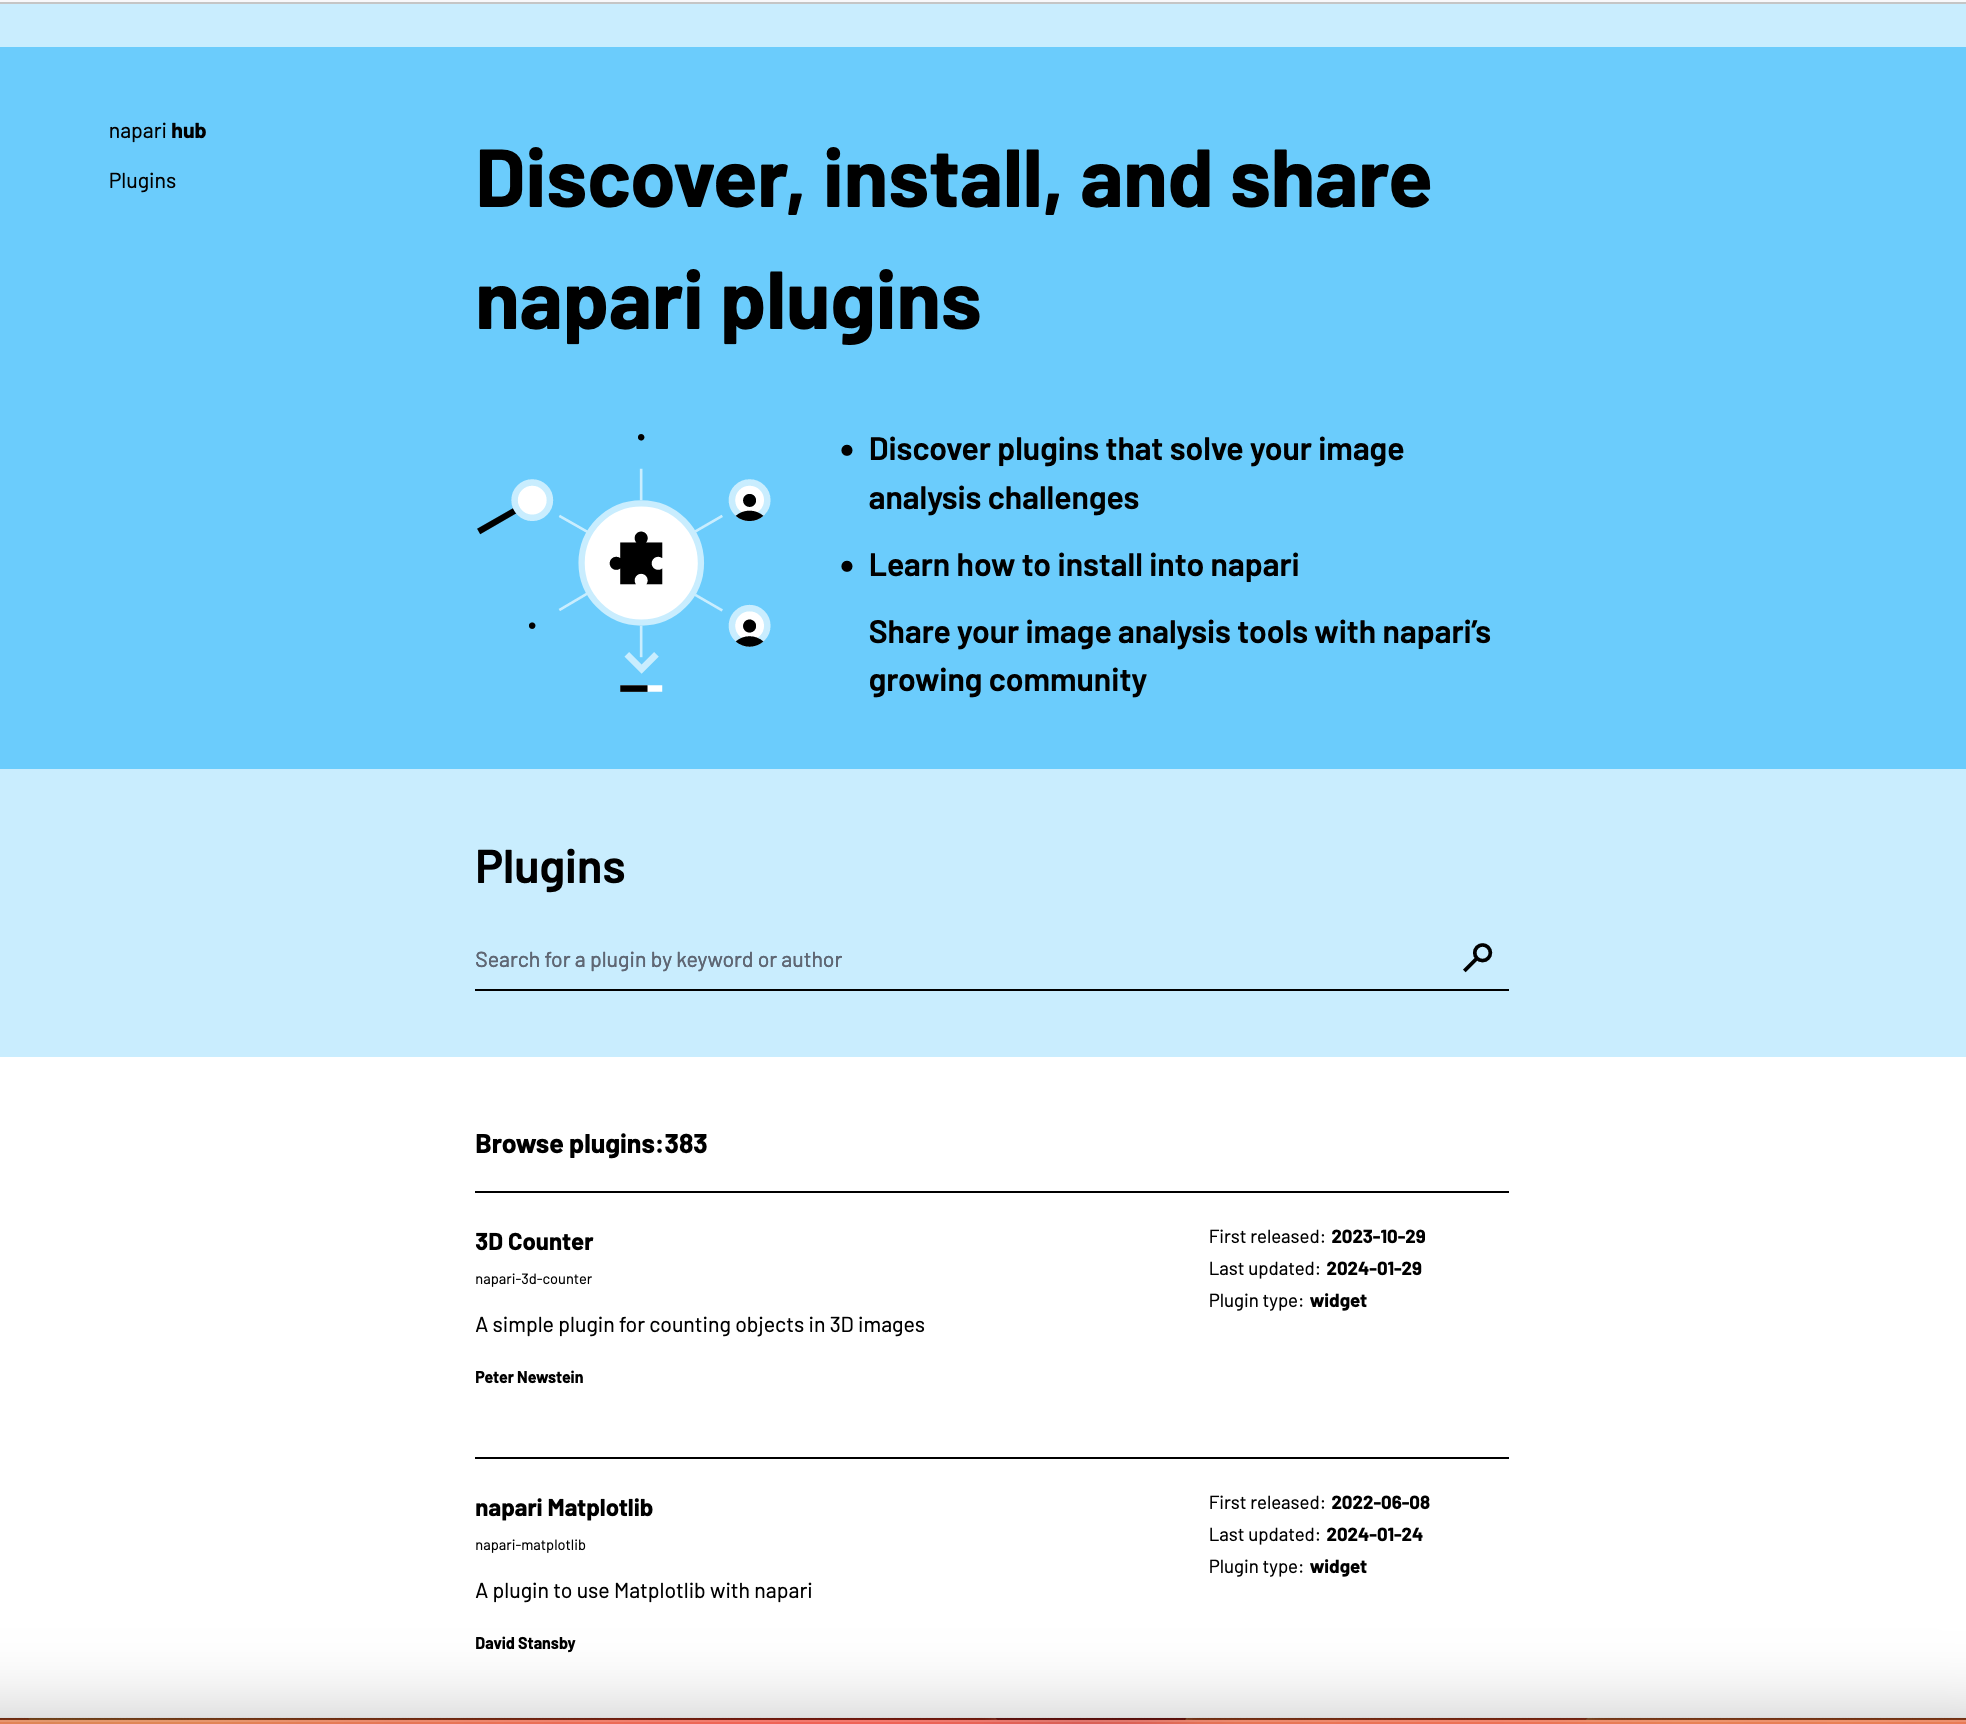 napari hub
Plugins
Discover, install, and share
napari plugins
• Discover plugins that solve your image
analysis challenges
• Learn how to install into napari
Share your image analysis tools with napari’s
growing community
Plugins
Search for a plugin by keyword or author
Browse plugins:383
3D Counter
napari-3d-counter
A simple plugin for counting objects in 3D images
Peter Newstein
First released: 2023-10-29
Last updated: 2024-01-29
Plugin type: widget
napari Matplotlib
napari-matplotlib
A plugin to use Matplotlib with napari
David Stansby
First released: 2022-06-08
Last updated: 2024-01-24
Plugin type: widget